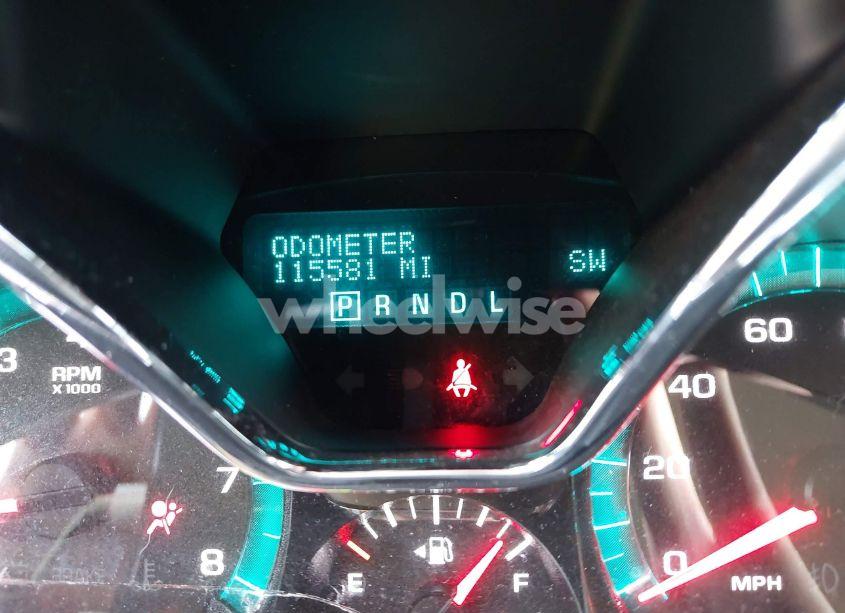 ODOMETER
115581 MI
SW
P R N D L
wheelwise
3
RPM
X1000
7
8
E
F
60
40
20
0
MPH